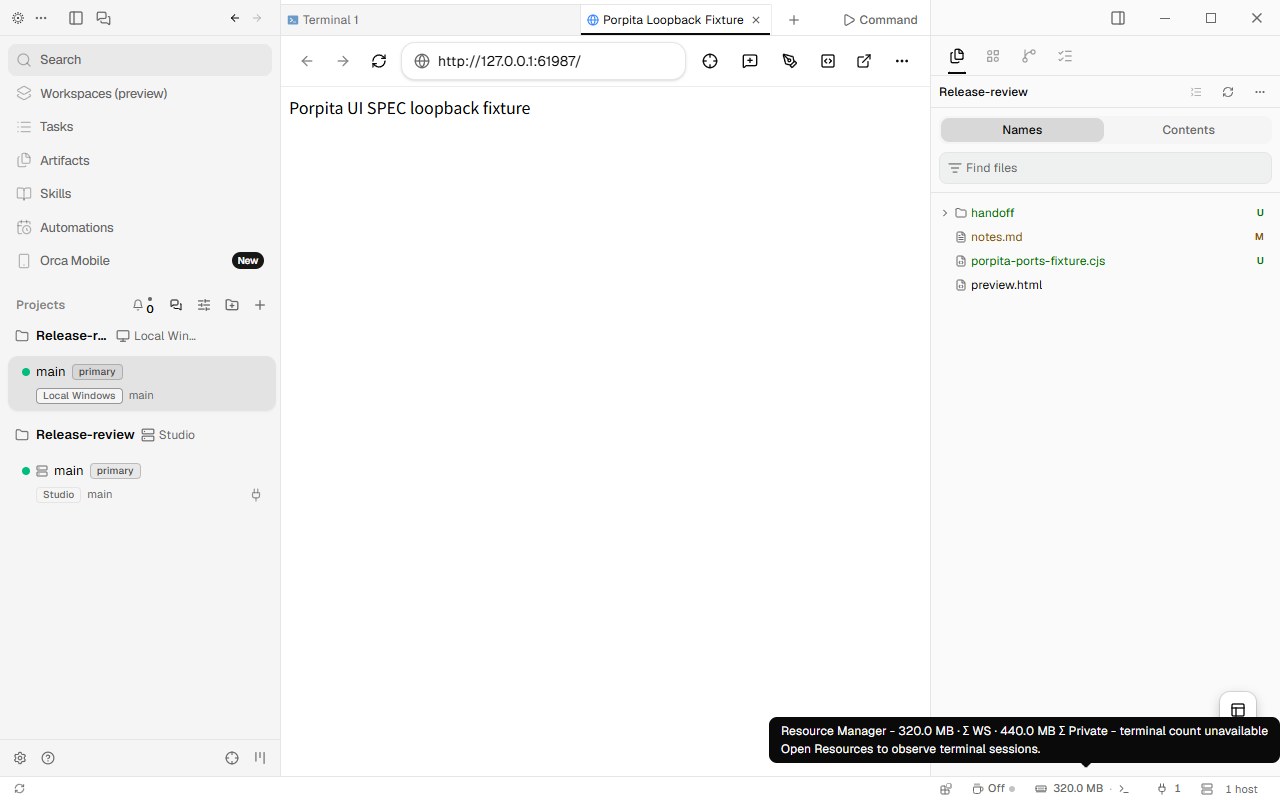 Terminal 1
Porpita Loopback Fixture
Command
Search
Workspaces (preview)
Tasks
Artifacts
Skills
Automations
Orca Mobile
New
Projects
0
Release-r...
Local Win...
main
primary
Local Windows
main
Release-review
Studio
main
primary
Studio
main
http://127.0.0.1:61987/
Porpita UI SPEC loopback fixture
Release-review
Names
Contents
Find files
handoff
U
notes.md
M
porpita-ports-fixture.cjs
U
preview.html
Resource Manager - 320.0 MB · Σ WS · 440.0 MB Σ Private - terminal count unavailable
Open Resources to observe terminal sessions.
Off
320.0 MB ·
1
1 host